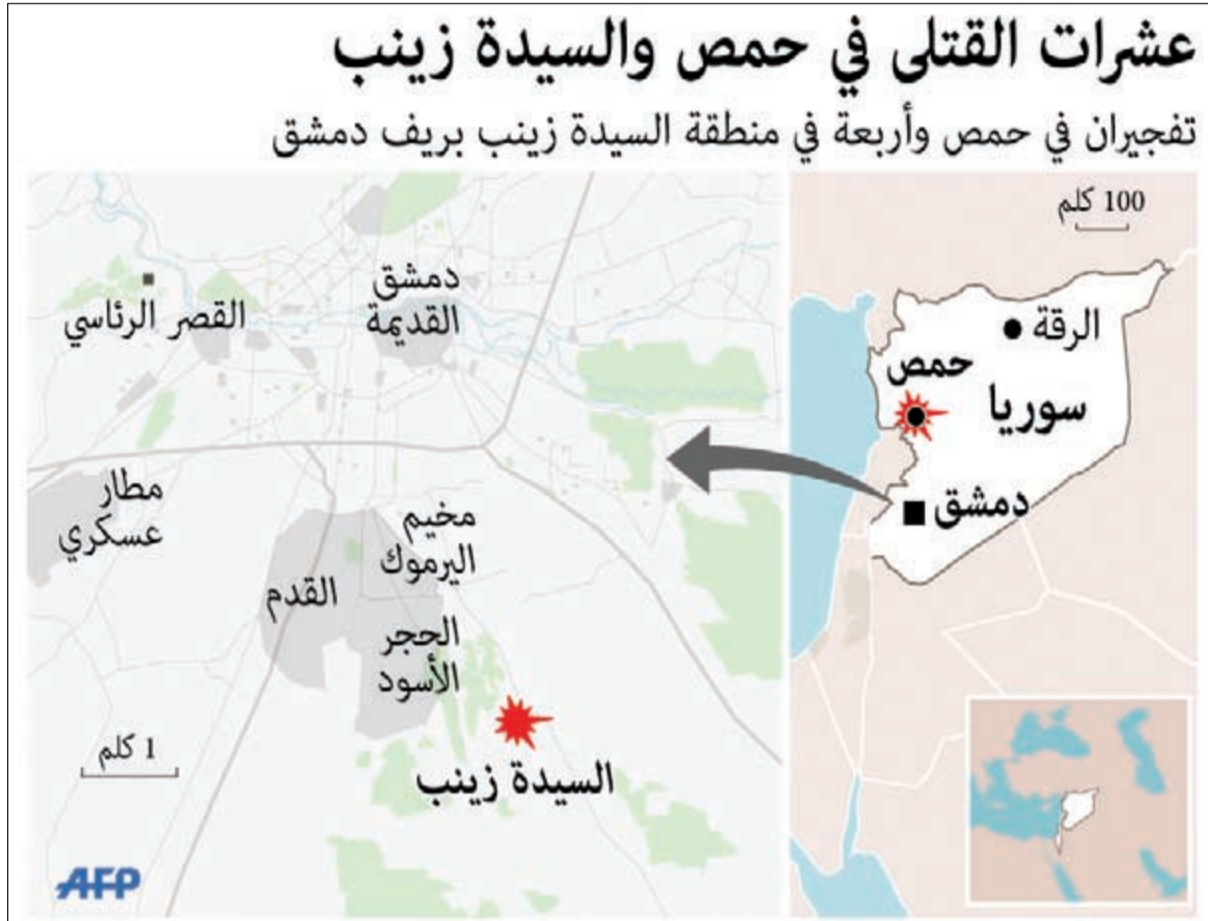 عشرات القتلى في حمص والسيدة زينب
تفجيران في حمص وأربعة في منطقة السيدة زينب بريف دمشق
100 كلم
الرقة
حمص
سوريا
دمشق
دمشق
القديمة
القصر الرئاسي
مطار
عسكري
مخيم
اليرموك
القدم
الحجر
الأسود
السيدة زينب
1 كلم
AFP